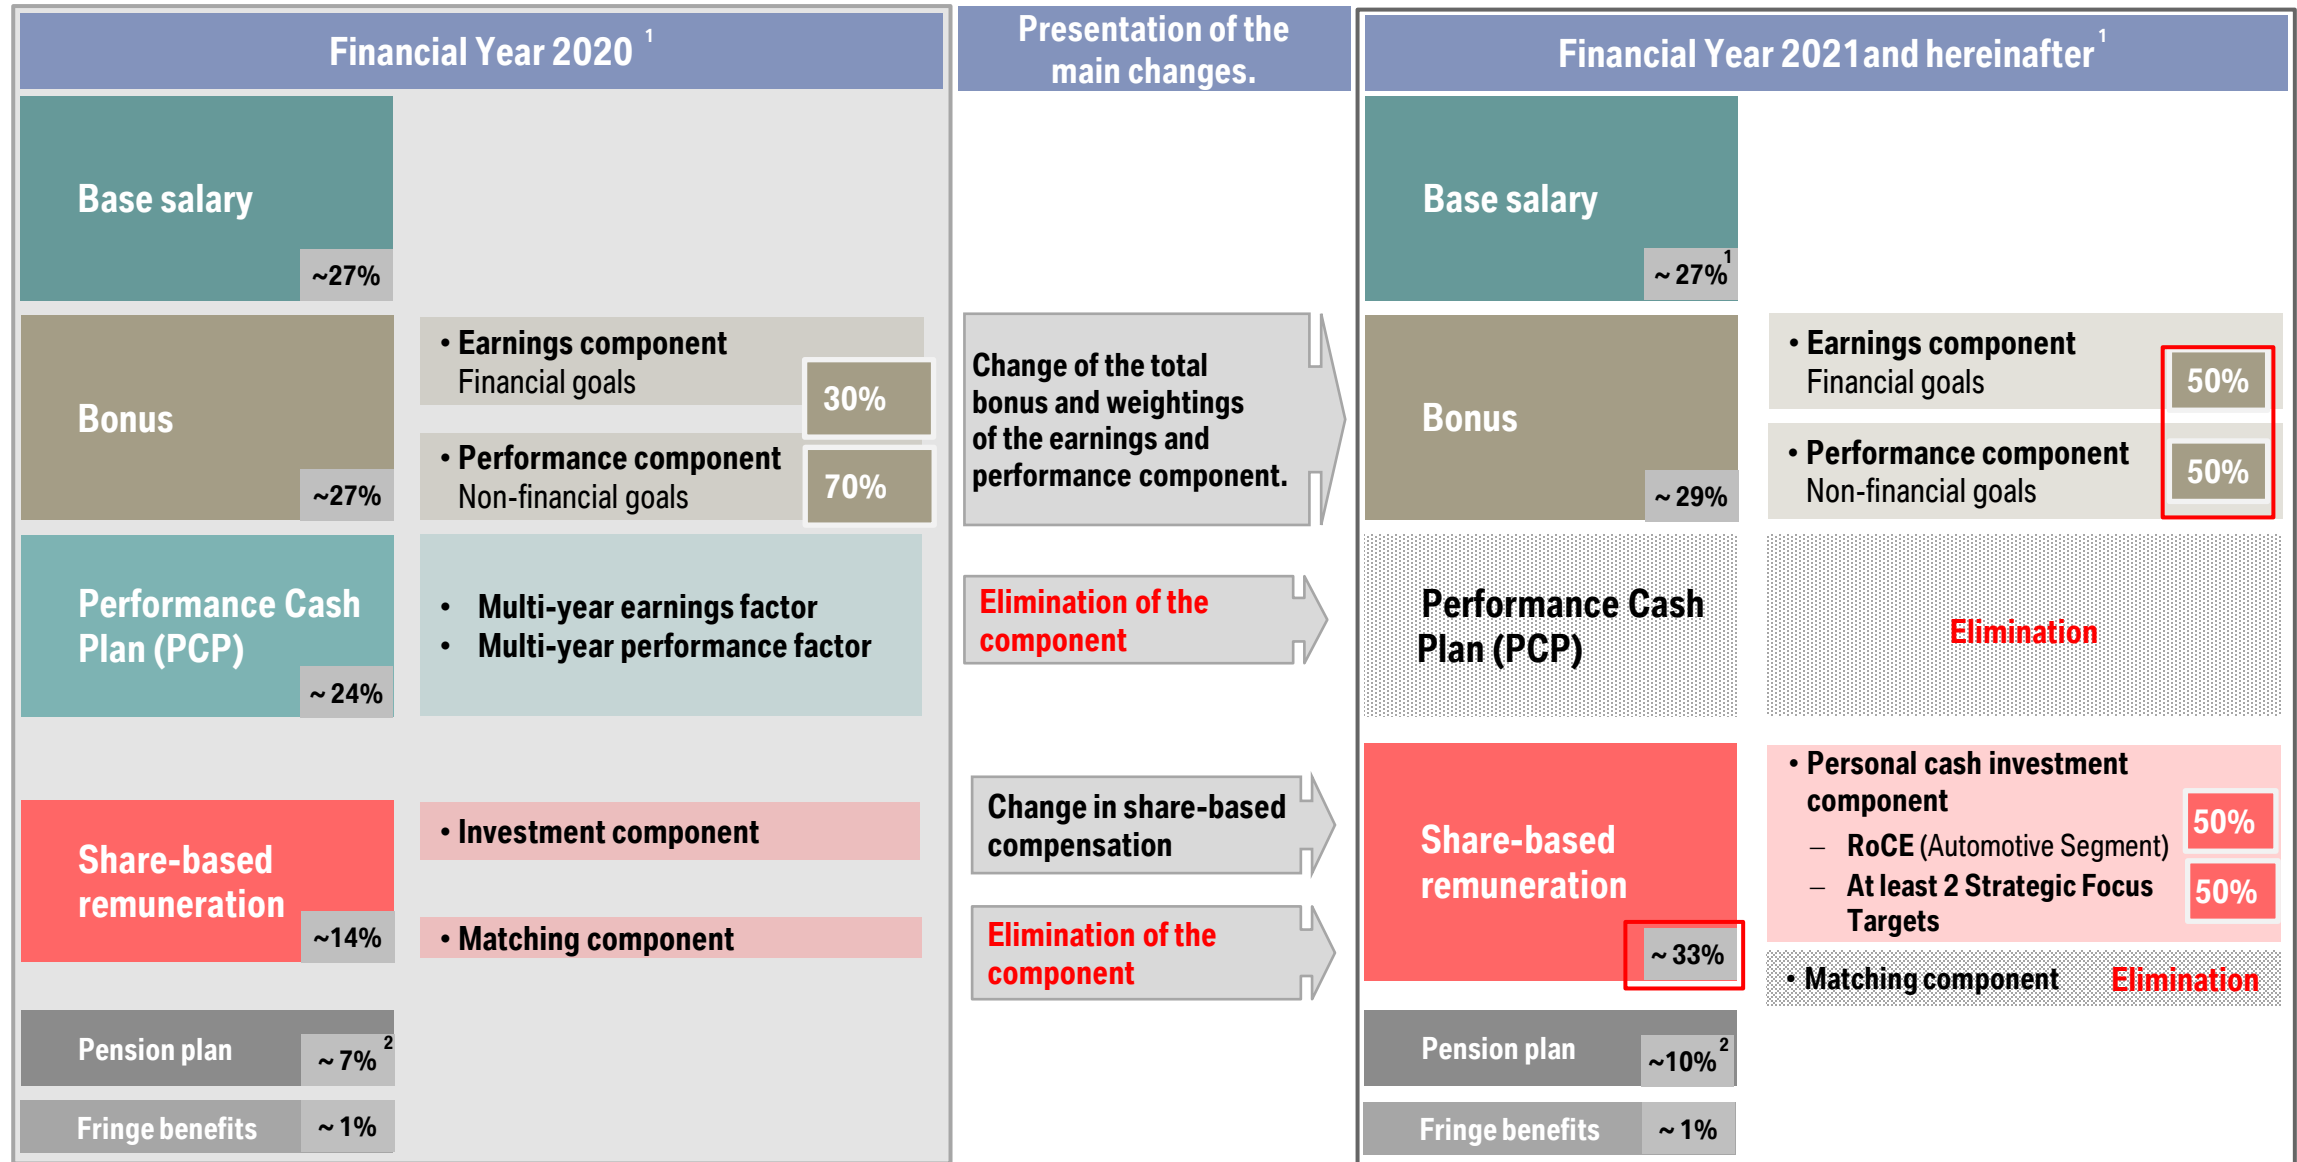 Financial Year 2020 1
Presentation of the
main changes.
Financial Year 2021and hereinafter 1
Base salary
~27%
Bonus
~27%
• Earnings component
Financial goals
30%
• Performance component
Non-financial goals
70%
Performance Cash
Plan (PCP)
~ 24%
• Multi-year earnings factor
• Multi-year performance factor
Share-based
remuneration
~14%
• Investment component
• Matching component
Pension plan
~ 7% 2
Fringe benefits
~ 1%
Change of the total
bonus and weightings
of the earnings and
performance component.
Elimination of the
component
Change in share-based
compensation
Elimination of the
component
Base salary
~ 27% 1
Bonus
~ 29%
• Earnings component
Financial goals
50%
• Performance component
Non-financial goals
50%
Performance Cash
Plan (PCP)
Elimination
Share-based
remuneration
~ 33%
• Personal cash investment
component
50%
– RoCE (Automotive Segment)
– At least 2 Strategic Focus
Targets
50%
• Matching component Elimination
Pension plan
~10% 2
Fringe benefits
~ 1%